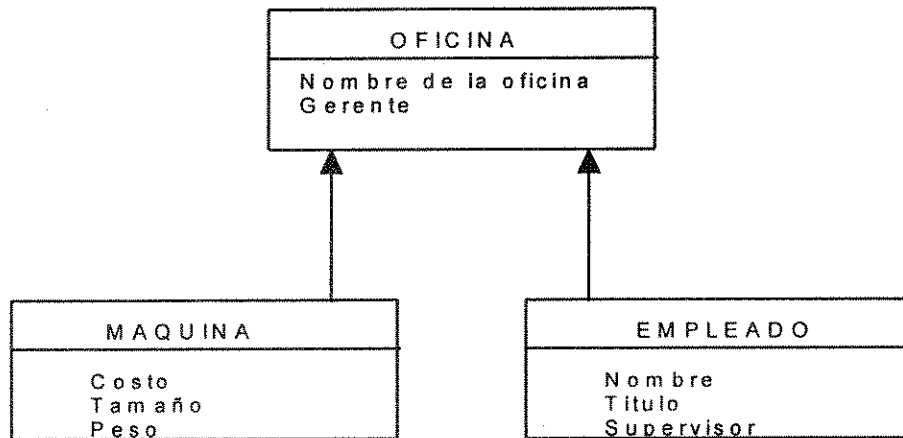 OFICINA
Nombre de la oficina
Gerente
MAQUINA
Costo
Tamaño
Peso
EMPLEADO
Nombre
Titulo
Supervisor